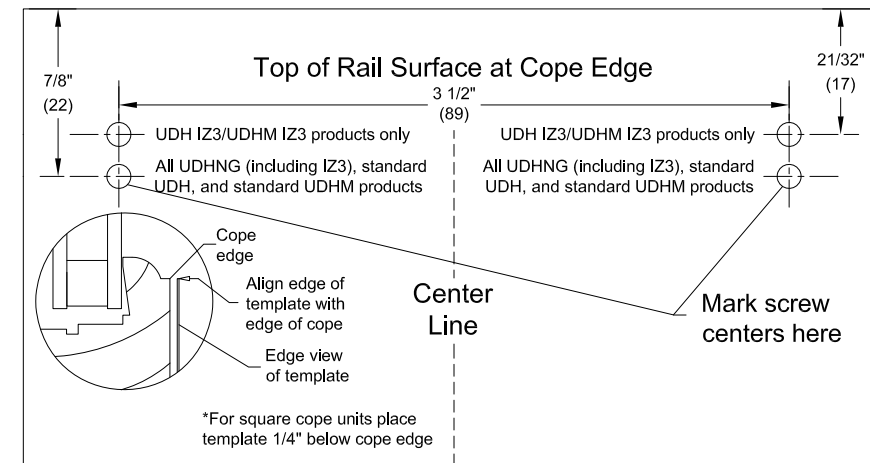 7/8"
(22)
Top of Rail Surface at Cope Edge
3 1/2"
(89)
21/32"
(17)
UDH IZ3/UDHM IZ3 products only
UDH IZ3/UDHM IZ3 products only
All UDHNG (including IZ3), standard
UDH, and standard UDHM products
All UDHNG (including IZ3), standard
UDH, and standard UDHM products
Cope
edge
Align edge of
template with
edge of cope
Edge view
of template
Center
Line
Mark screw
centers here
*For square cope units place
template 1/4" below cope edge